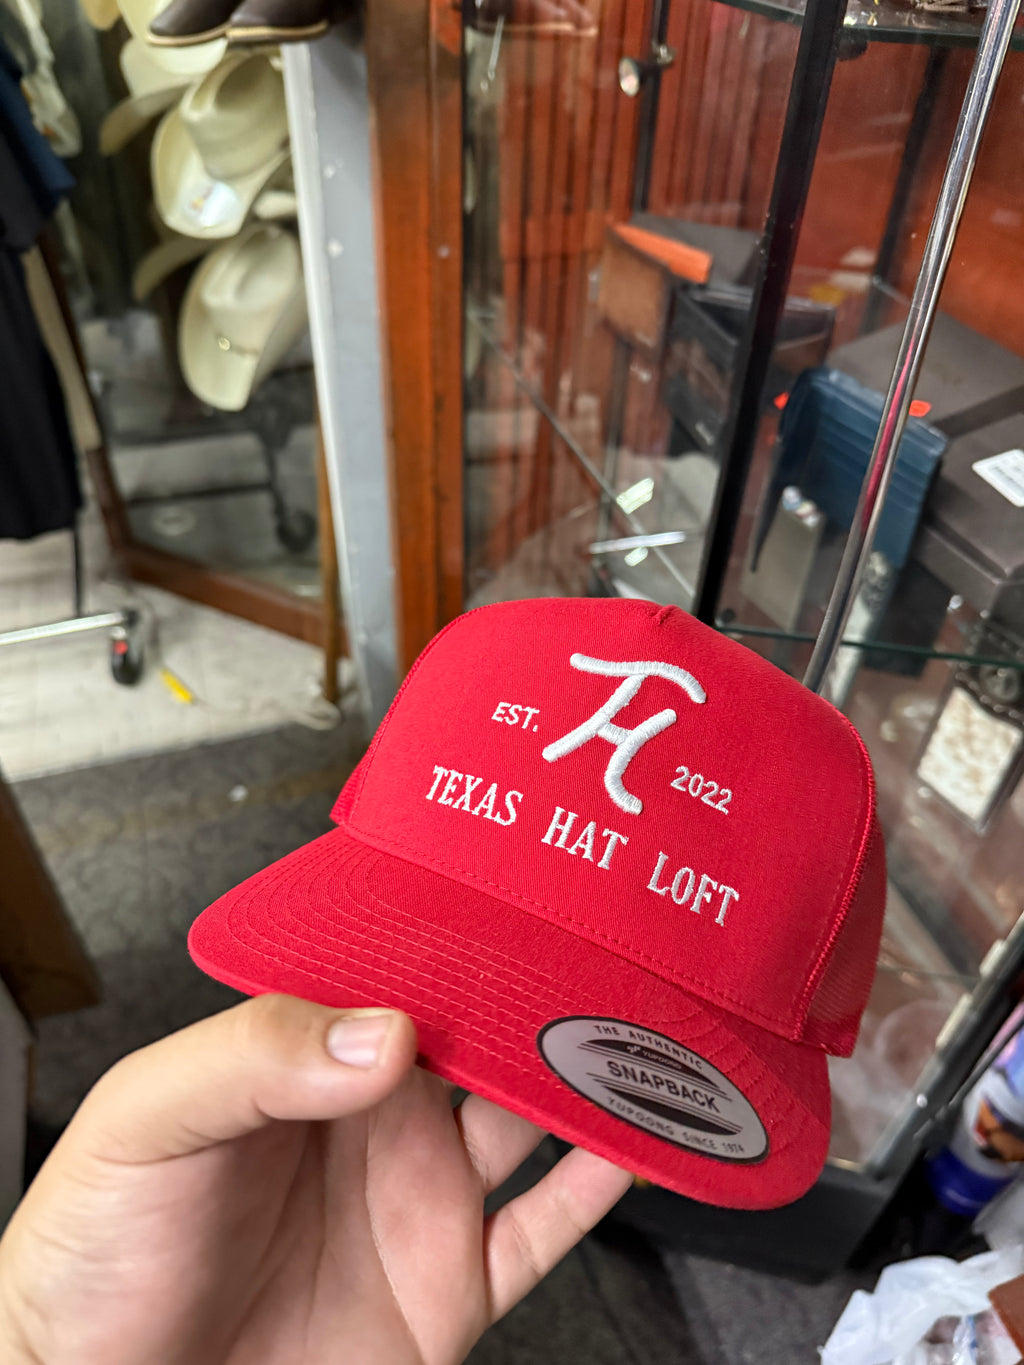 TH
EST.
2022
TEXAS HAT LOFT
THE AUTHENTIC
YUPOONG
SNAPBACK
YUPOONG SINCE 1974